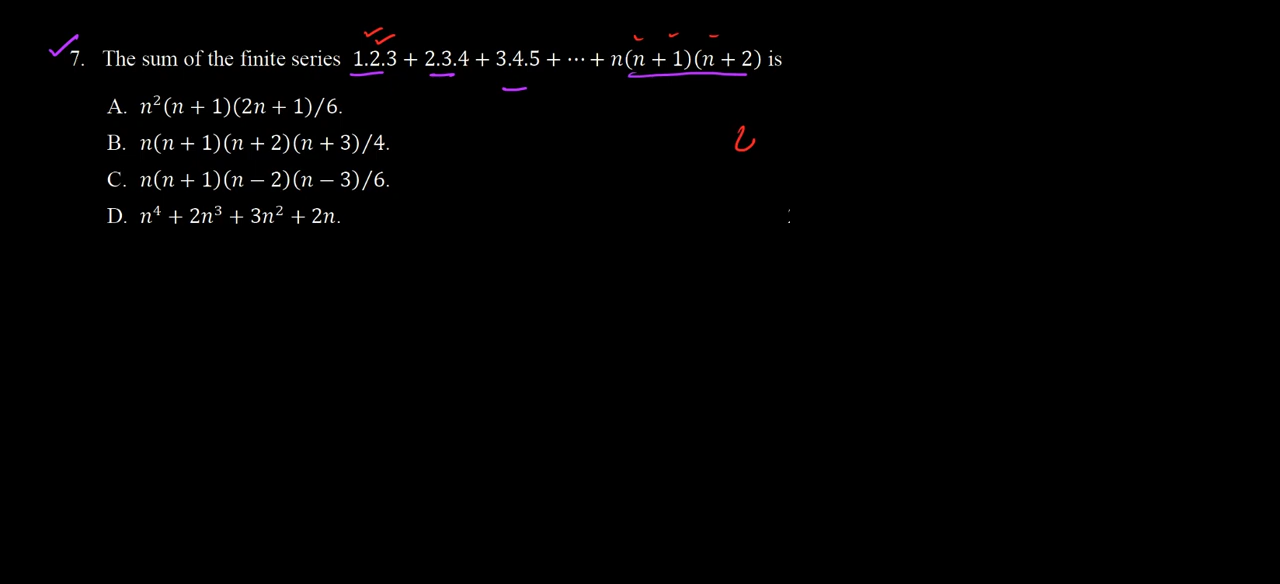 7. The sum of the finite series 1.2.3 + 2.3.4 + 3.4.5 + ⋯ + n(n + 1)(n + 2) is
A. n²(n + 1)(2n + 1)/6.
B. n(n + 1)(n + 2)(n + 3)/4.
C. n(n + 1)(n − 2)(n − 3)/6.
D. n⁴ + 2n³ + 3n² + 2n.